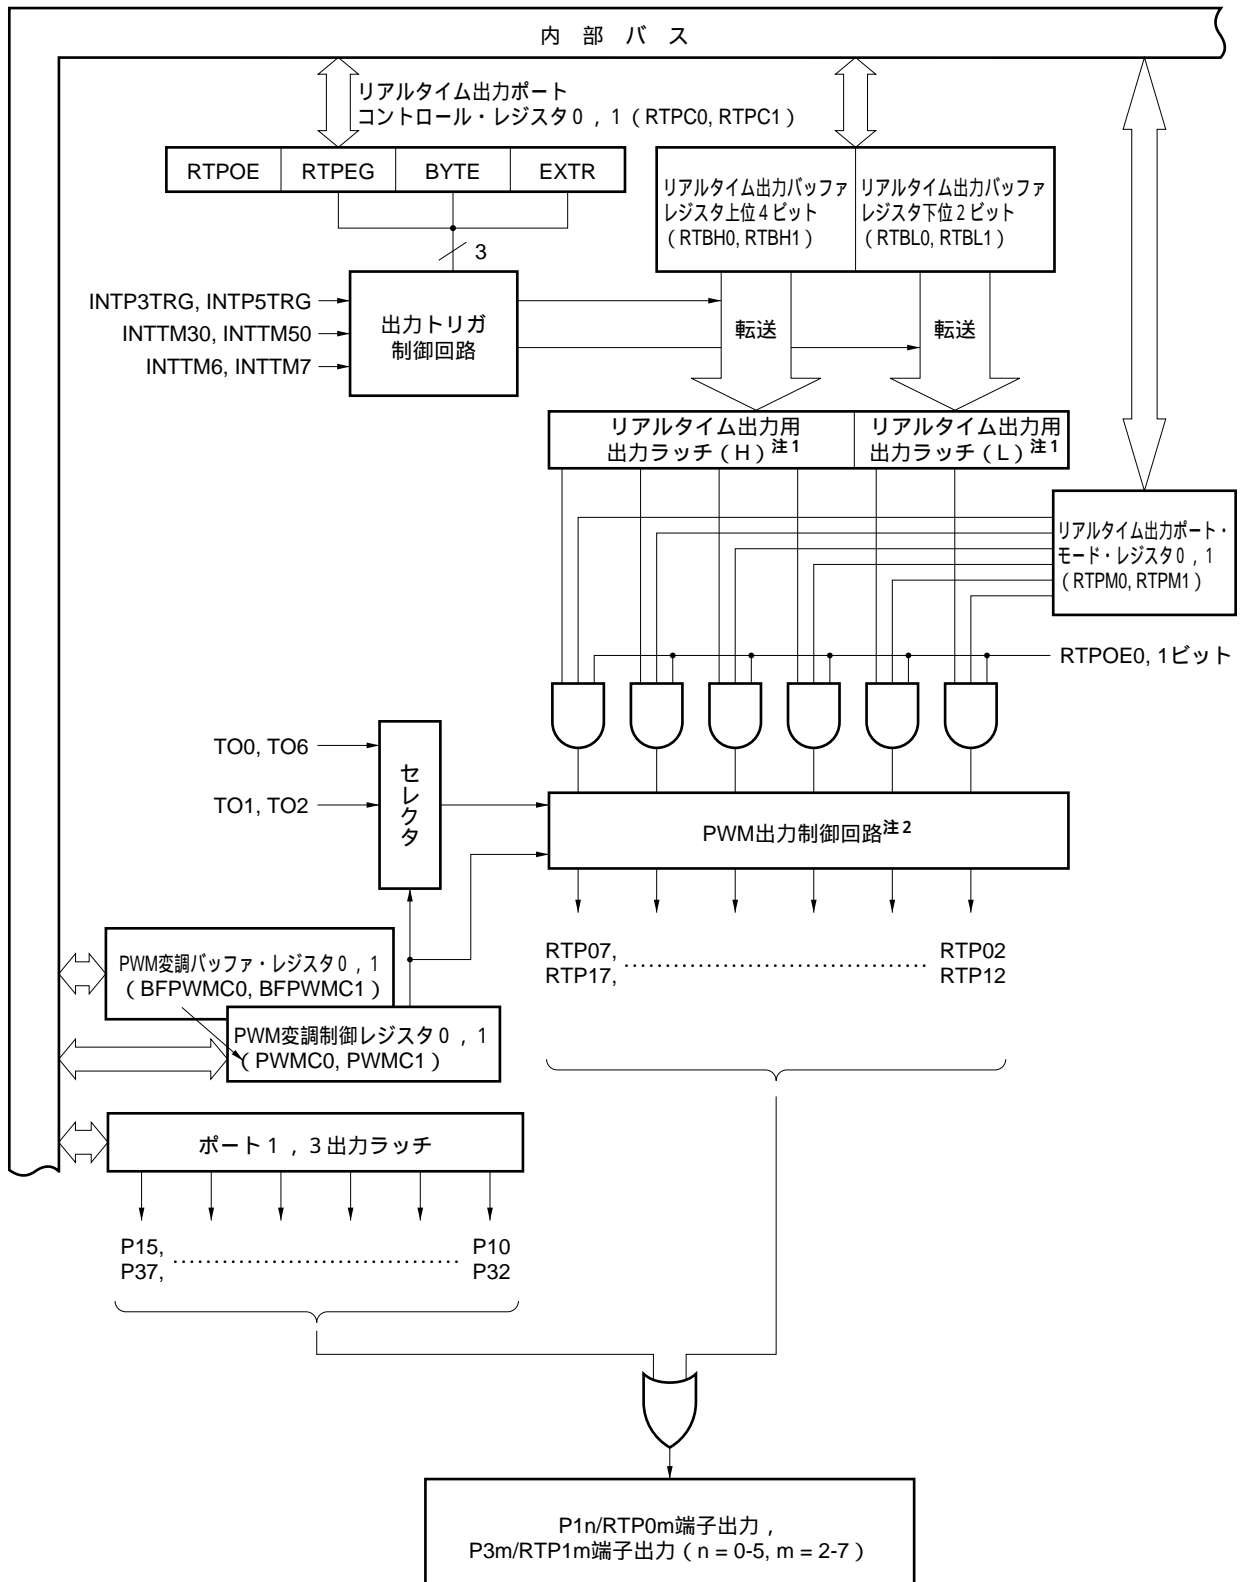 内部バス
リアルタイム出力ポート
コントロール・レジスタ0，1（RTPC0, RTPC1）
RTPOE
RTPEG
BYTE
EXTR
リアルタイム出力バッファ
レジスタ上位4ビット
（RTBH0, RTBH1）
リアルタイム出力バッファ
レジスタ下位2ビット
（RTBL0, RTBL1）
3
INTP3TRG, INTP5TRG
INTTM30, INTTM50
INTTM6, INTTM7
出力トリガ
制御回路
転送
転送
リアルタイム出力用
出力ラッチ（H）注1
リアルタイム出力用
出力ラッチ（L）注1
リアルタイム出力ポート・
モード・レジスタ0，1
（RTPM0, RTPM1）
RTPOE0, 1ビット
TO0, TO6
TO1, TO2
セレクタ
PWM出力制御回路注2
RTP07, ……………………………… RTP02
RTP17, RTP12
PWM変調バッファ・レジスタ0，1
（BFPWMC0, BFPWMC1）
PWM変調制御レジスタ0，1
（PWMC0, PWMC1）
ポート1，3出力ラッチ
P15, ……………………………… P10
P37, P32
P1n/RTP0m端子出力，
P3m/RTP1m端子出力（n = 0-5, m = 2-7）